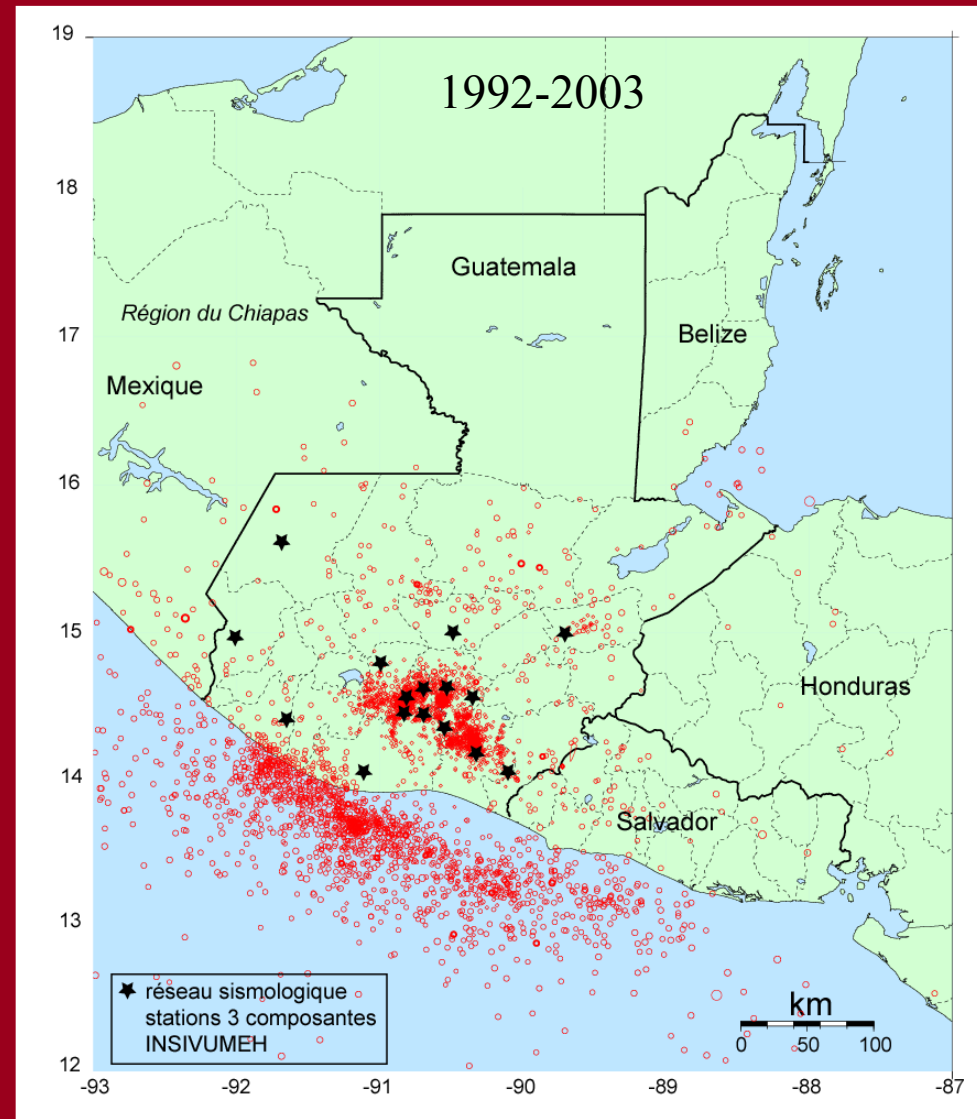 19
1992-2003
18
Guatemala
Région du Chiapas
17
Belize
Mexique
16
15
Honduras
14
Salvador
13
réseau sismologique
stations 3 composantes
INSIVUMEH
km
0 50 100
12
-93 -92 -91 -90 -89 -88 -87